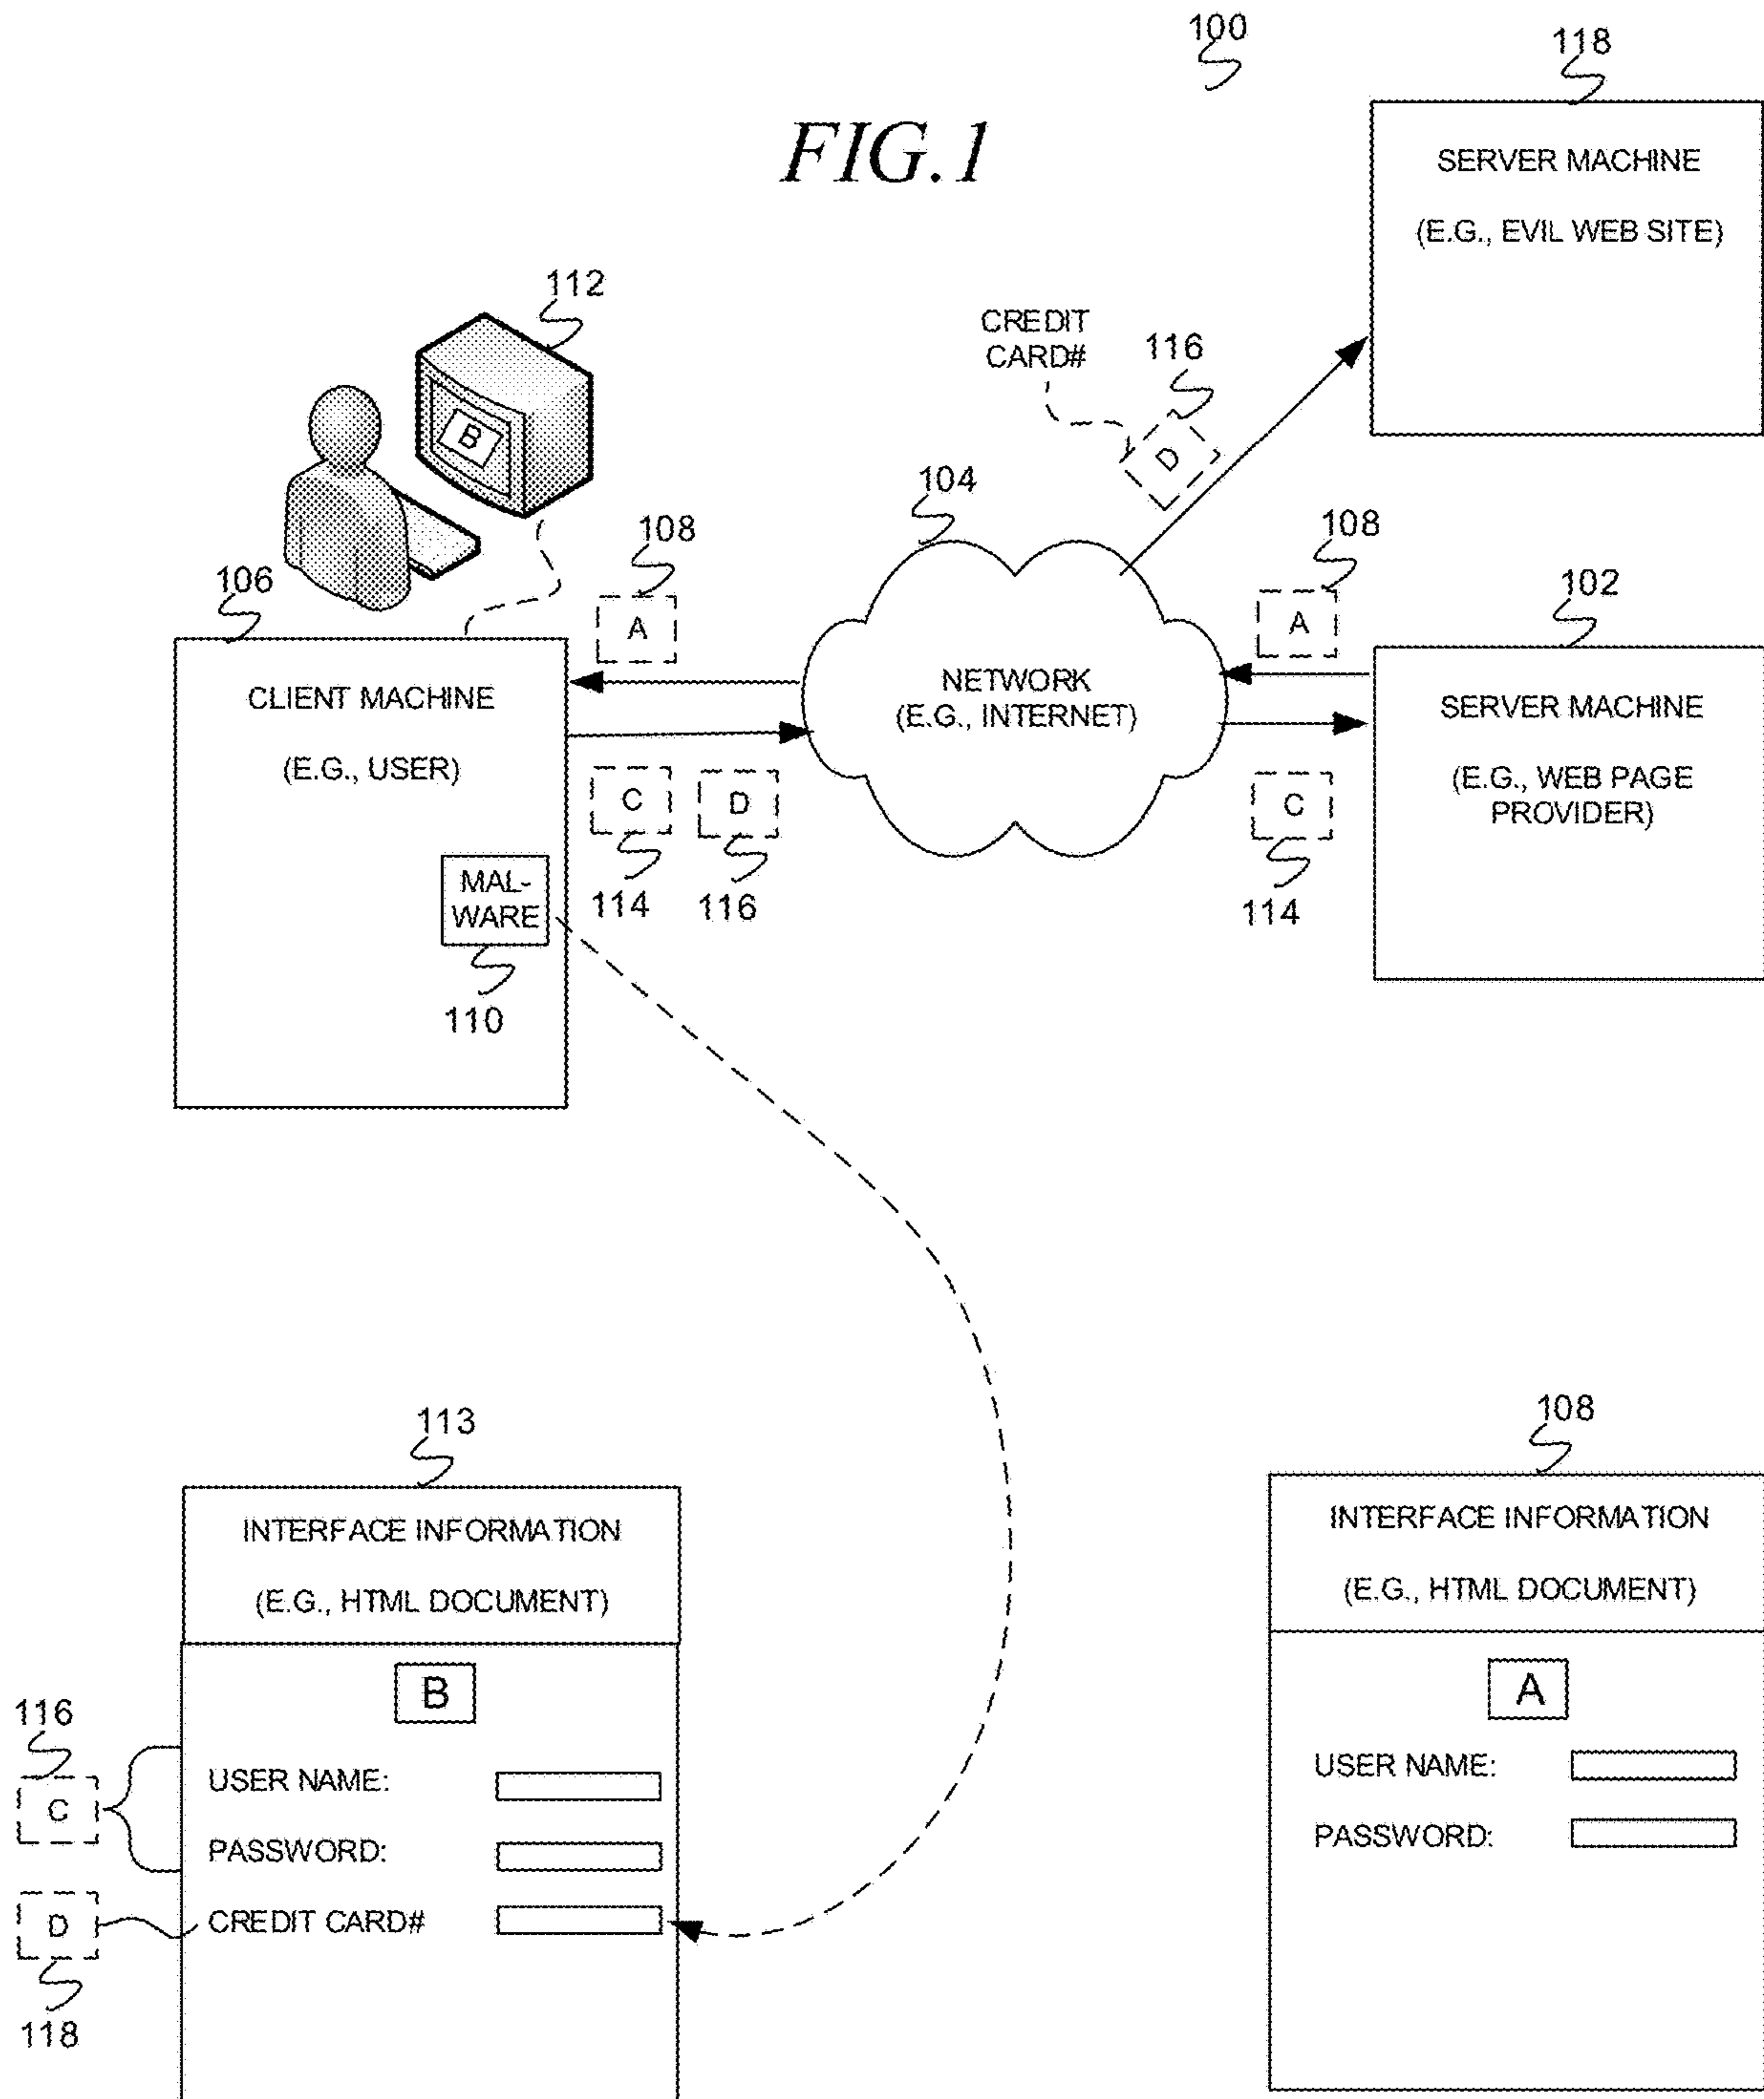 100
118
FIG.1
SERVER MACHINE
(E.G., EVIL WEB SITE)
112
CREDIT
CARD#
116
D
B
104
108
A
108
A
106
102
CLIENT MACHINE
(E.G., USER)
NETWORK
(E.G., INTERNET)
SERVER MACHINE
(E.G., WEB PAGE
PROVIDER)
C
D
C
114
116
114
MAL-
WARE
110
113
INTERFACE INFORMATION
(E.G., HTML DOCUMENT)
B
116
C
USER NAME:
PASSWORD:
D
CREDIT CARD#
118
108
INTERFACE INFORMATION
(E.G., HTML DOCUMENT)
A
USER NAME:
PASSWORD: